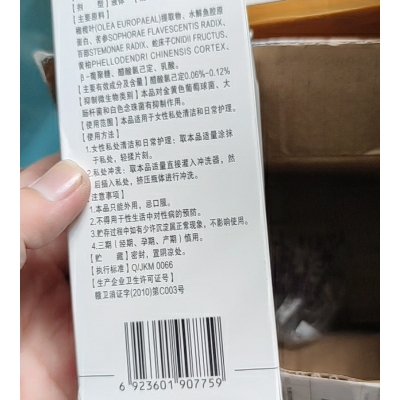 【剂　型】液体
【主要原料】
橄榄叶(OLEA EUROPAEAL)提取物、水解鱼胶原
蛋白、苦参SOPHORAE FLAVESCENTIS RADIX、
百部STEMONAE RADIX、蛇床子CNIDII FRUCTUS、
黄柏PHELLODENDRI CHINENSIS CORTEX、
β-葡聚糖、醋酸氯己定、乳酸。
【主要有效成分及含量】醋酸氯己定0.06%-0.12%
【抑制微生物类别】本品对金黄色葡萄球菌、大
肠杆菌和白色念珠菌有抑制作用。
【使用范围】本品适用于女性私处清洁和日常护理。
【使用方法】
1.女性私处清洁和日常护理：取本品适量涂抹
于私处，轻揉片刻。
2.私处冲洗：取本品适量直接灌入冲洗器，然
后插入私处，挤压瓶体进行冲洗。
【注意事项】
1.本品只能外用，忌口服。
2.不得用于性生活中对性病的预防。
3.贮存过程中如有少许沉淀属正常现象，不影响使用。
4.三期（经期、孕期、产期）慎用。
【贮　藏】密封，置阴凉处。
【执行标准】Q/JKM 0066
【生产企业卫生许可证号】
赣卫消证字(2010)第C003号
6 923601 907759